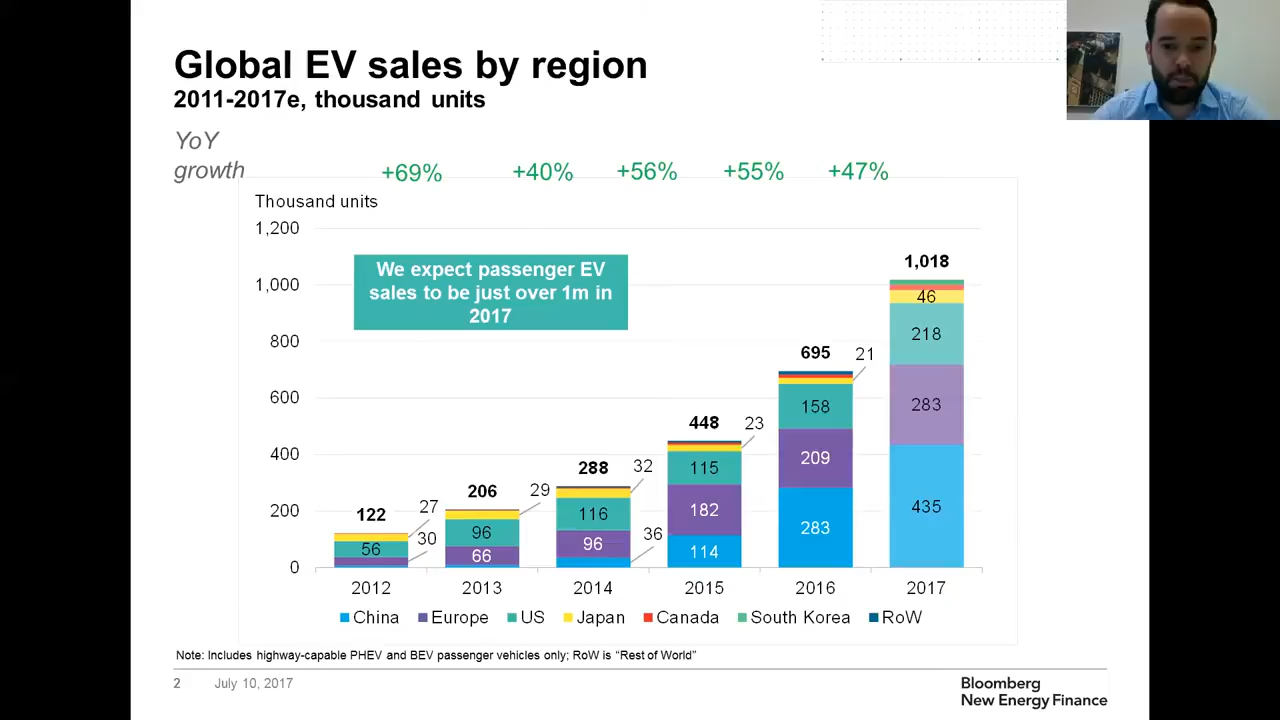 Global EV sales by region
2011-2017e, thousand units
YoY
growth
+69% +40% +56% +55% +47%
Thousand units
1,200
1,000
800
600
400
200
0
We expect passenger EV
sales to be just over 1m in
2017
122
27
56
30
206
29
96
66
288
32
116
96
36
448
23
115
182
114
695
21
158
209
283
1,018
46
218
283
435
2012 2013 2014 2015 2016 2017
China Europe US Japan Canada South Korea RoW
Note: Includes highway-capable PHEV and BEV passenger vehicles only; RoW is “Rest of World”
2 July 10, 2017
Bloomberg
New Energy Finance